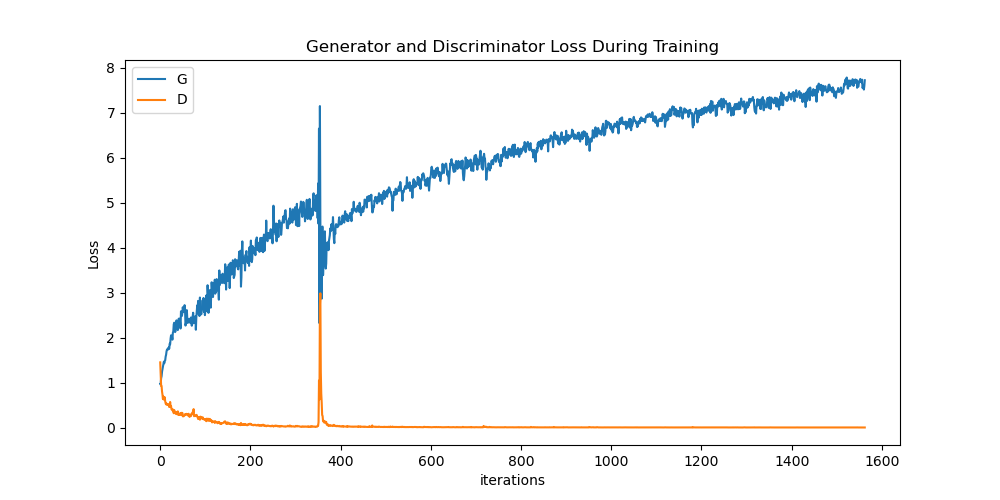 Generator and Discriminator Loss During Training
G
D
Loss
8
7
6
5
4
3
2
1
0
0 200 400 600 800 1000 1200 1400 1600
iterations